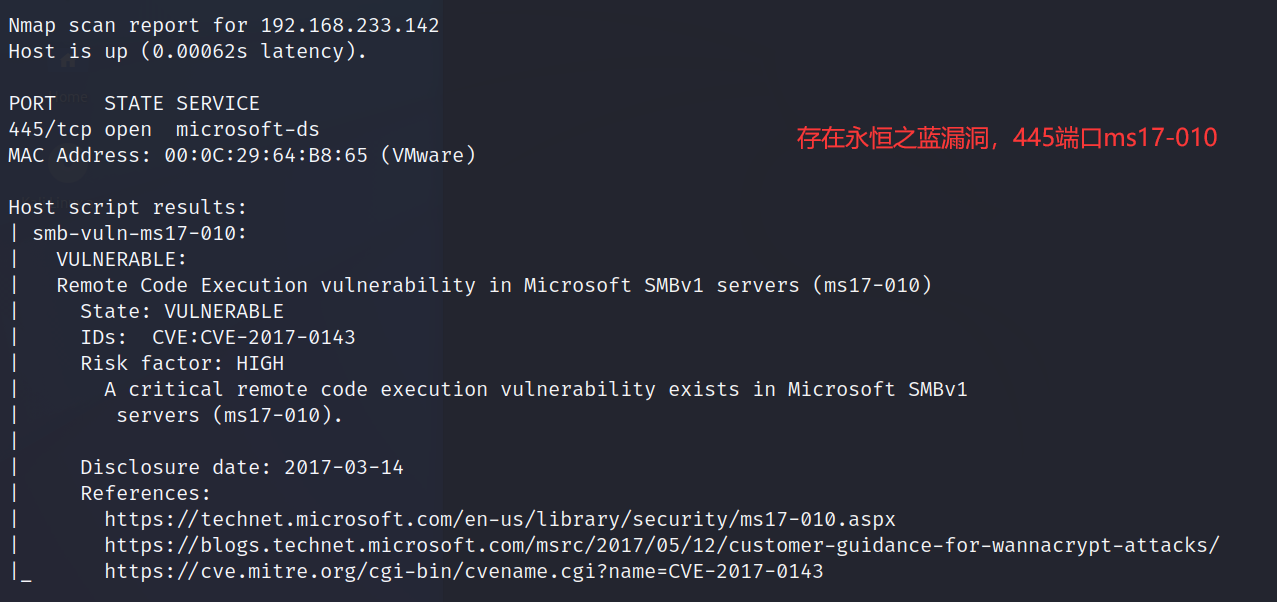 Nmap scan report for 192.168.233.142
Host is up (0.00062s latency).
PORT    STATE SERVICE
445/tcp open  microsoft-ds
存在永恒之蓝漏洞，445端口ms17-010
MAC Address: 00:0C:29:64:B8:65 (VMware)
Host script results:
| smb-vuln-ms17-010:
|   VULNERABLE:
|   Remote Code Execution vulnerability in Microsoft SMBv1 servers (ms17-010)
|     State: VULNERABLE
|     IDs:  CVE:CVE-2017-0143
|     Risk factor: HIGH
|       A critical remote code execution vulnerability exists in Microsoft SMBv1
|        servers (ms17-010).
|
|     Disclosure date: 2017-03-14
|     References:
|       https://technet.microsoft.com/en-us/library/security/ms17-010.aspx
|       https://blogs.technet.microsoft.com/msrc/2017/05/12/customer-guidance-for-wannacrypt-attacks/
|_      https://cve.mitre.org/cgi-bin/cvename.cgi?name=CVE-2017-0143